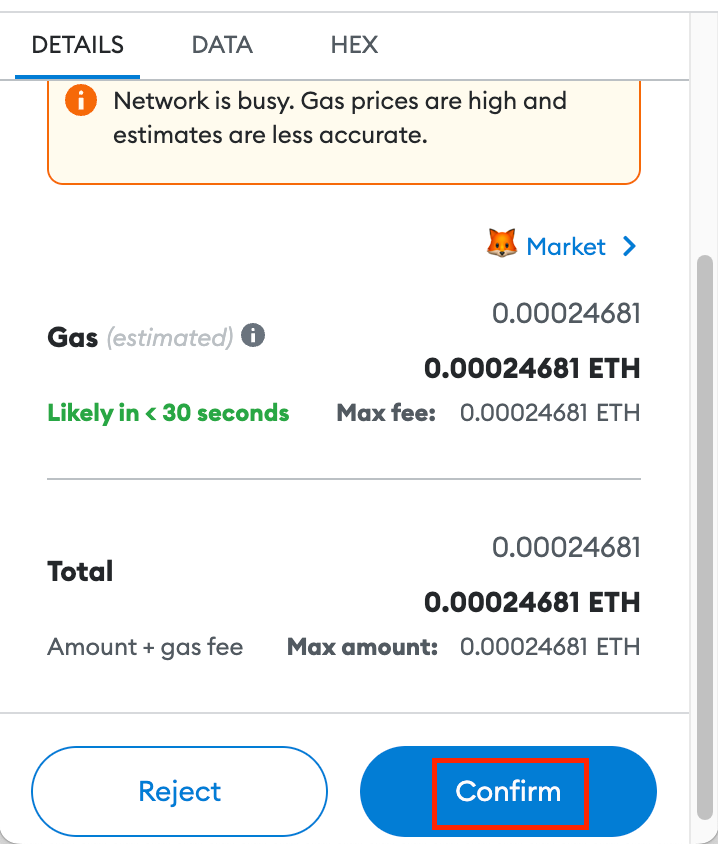 DETAILS DATA HEX
Network is busy. Gas prices are high and
estimates are less accurate.
Market
0.00024681
Gas (estimated)
0.00024681 ETH
Likely in < 30 seconds Max fee: 0.00024681 ETH
0.00024681
Total
0.00024681 ETH
Amount + gas fee Max amount: 0.00024681 ETH
Reject Confirm